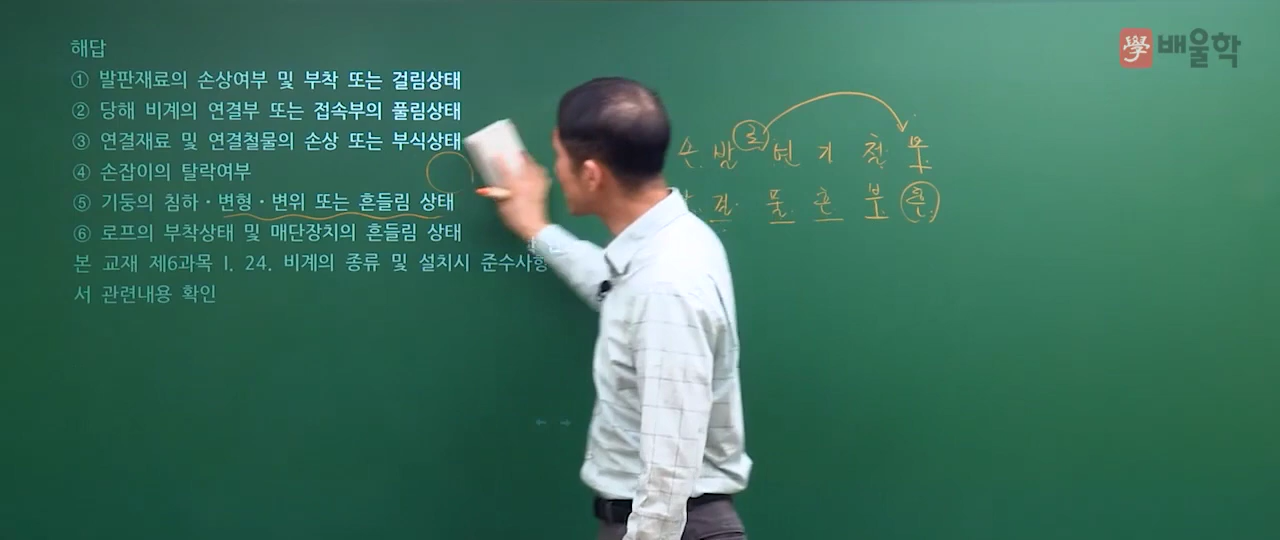 學 배울학
해답
① 발판재료의 손상여부 및 부착 또는 걸림상태
② 당해 비계의 연결부 또는 접속부의 풀림상태
③ 연결재료 및 연결철물의 손상 또는 부식상태
④ 손잡이의 탈락여부
⑤ 기둥의 침하·변형·변위 또는 흔들림 상태
⑥ 로프의 부착상태 및 매단장치의 흔들림 상태
본 교재 제6과목 I. 24. 비계의 종류 및 설치시 준수사항
서 관련내용 확인
손 발 로 연 기
물 흔 부